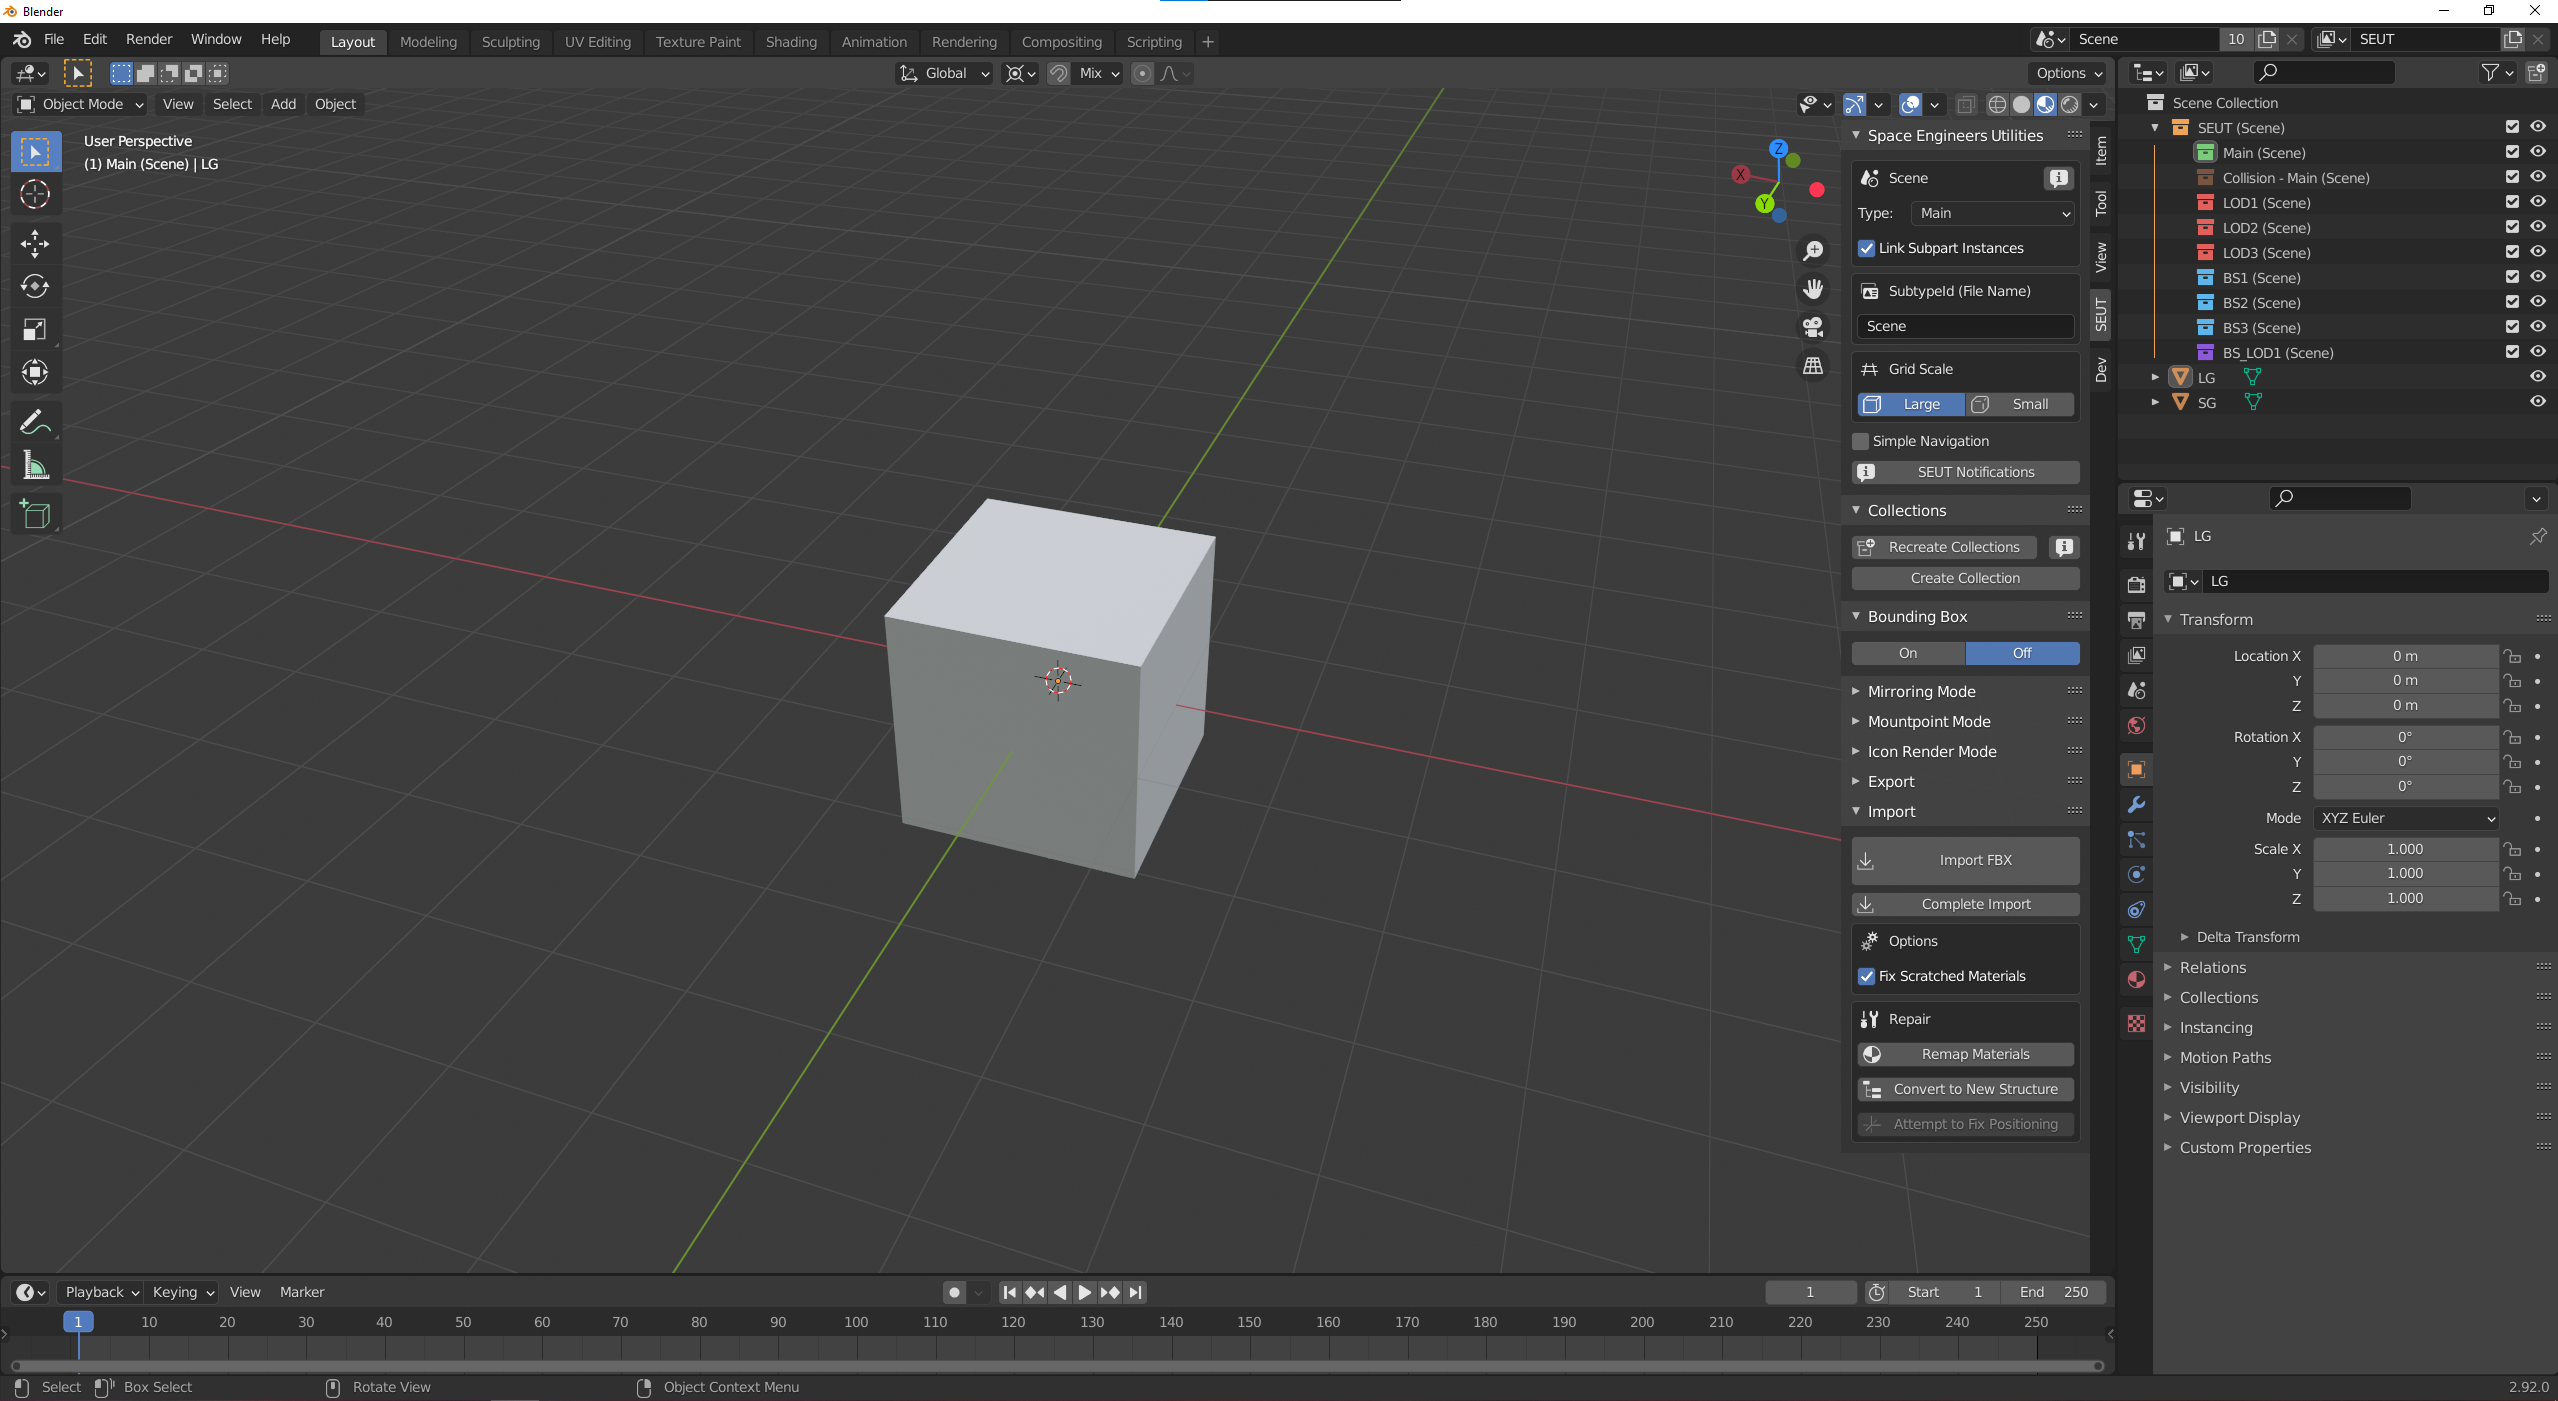 Blender
File Edit Render Window Help Layout Modeling Sculpting UV Editing Texture Paint Shading Animation Rendering Compositing Scripting + Scene 10 SEUT
Global Mix Options
Object Mode View Select Add Object
User Perspective
(1) Main (Scene) | LG
Z
X
Y
Item
Tool
View
SEUT
Dev
Space Engineers Utilities
Scene
Type: Main
Link Subpart Instances
SubtypeId (File Name)
Scene
Grid Scale
Large Small
Simple Navigation
SEUT Notifications
Collections
Recreate Collections
Create Collection
Bounding Box
On Off
Mirroring Mode
Mountpoint Mode
Icon Render Mode
Export
Import
Import FBX
Complete Import
Options
Fix Scratched Materials
Repair
Remap Materials
Convert to New Structure
Attempt to Fix Positioning
Scene Collection
SEUT (Scene)
Main (Scene)
Collision - Main (Scene)
LOD1 (Scene)
LOD2 (Scene)
LOD3 (Scene)
BS1 (Scene)
BS2 (Scene)
BS3 (Scene)
BS_LOD1 (Scene)
LG
SG
LG
LG
Transform
Location X 0 m
Y 0 m
Z 0 m
Rotation X 0°
Y 0°
Z 0°
Mode XYZ Euler
Scale X 1.000
Y 1.000
Z 1.000
Delta Transform
Relations
Collections
Instancing
Motion Paths
Visibility
Viewport Display
Custom Properties
Playback Keying View Marker 1 Start 1 End 250
1 10 20 30 40 50 60 70 80 90 100 110 120 130 140 150 160 170 180 190 200 210 220 230 240 250
Select Box Select Rotate View Object Context Menu 2.92.0